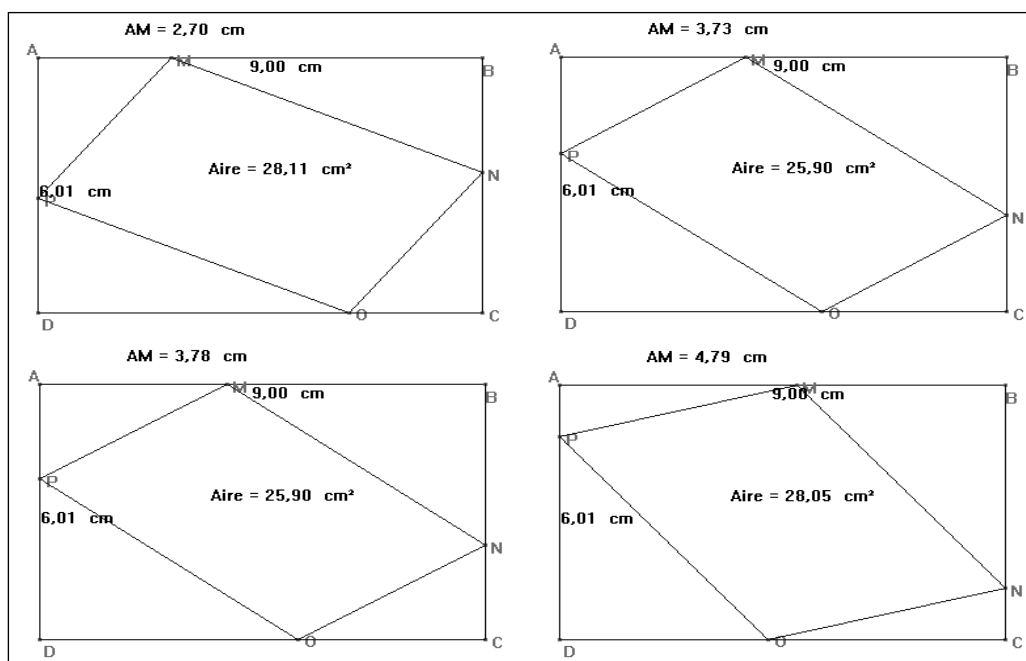 AM = 2,70 cm
A M B
9,00 cm
Aire = 28,11 cm²
N
6,01 cm
P
D O C
AM = 3,73 cm
A M B
9,00 cm
Aire = 25,90 cm²
P
6,01 cm
N
D O C
AM = 3,78 cm
A M B
9,00 cm
P
Aire = 25,90 cm²
6,01 cm
N
D O C
AM = 4,79 cm
A M B
9,00 cm
P
Aire = 28,05 cm²
6,01 cm
N
D O C